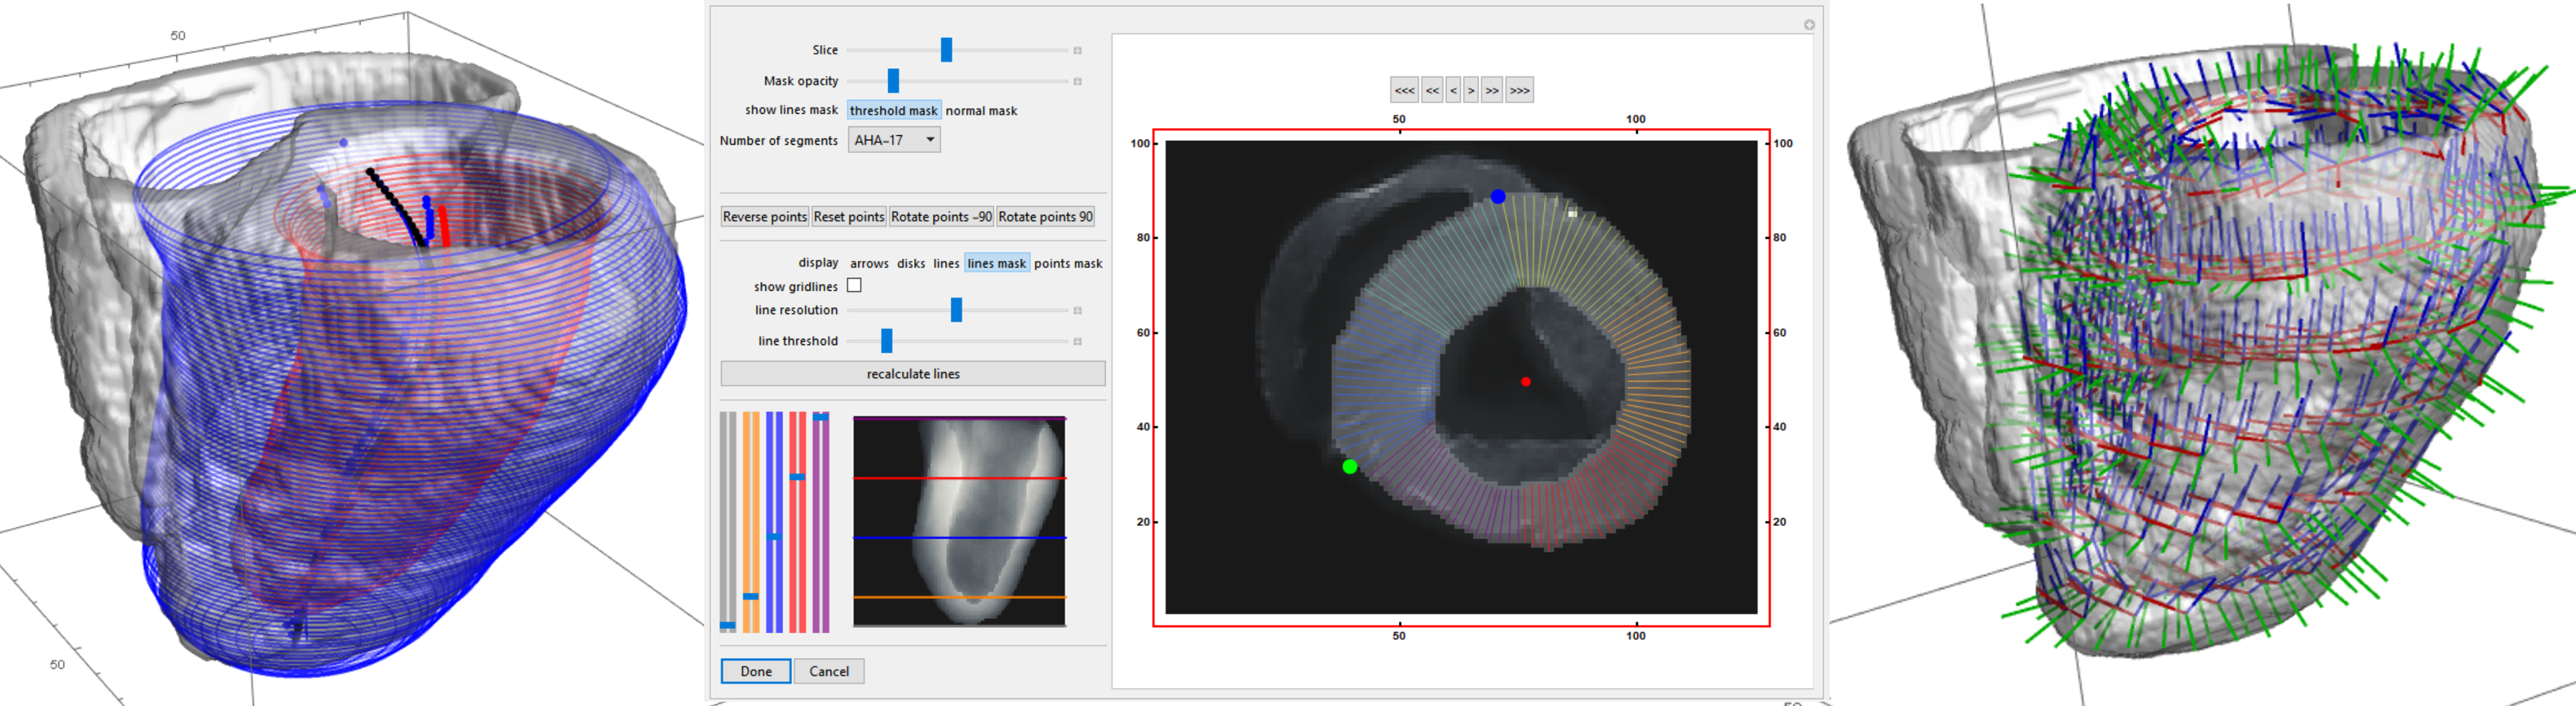 50
50
Slice
Mask opacity
show lines mask threshold mask normal mask
Number of segments AHA-17
Reverse points Reset points Rotate points -90 Rotate points 90
display arrows disks lines lines mask points mask
show gridlines
line resolution
line threshold
recalculate lines
Done Cancel
<<< << < > >> >>>
50 100
100 100
80 80
60 60
40 40
20 20
50 100